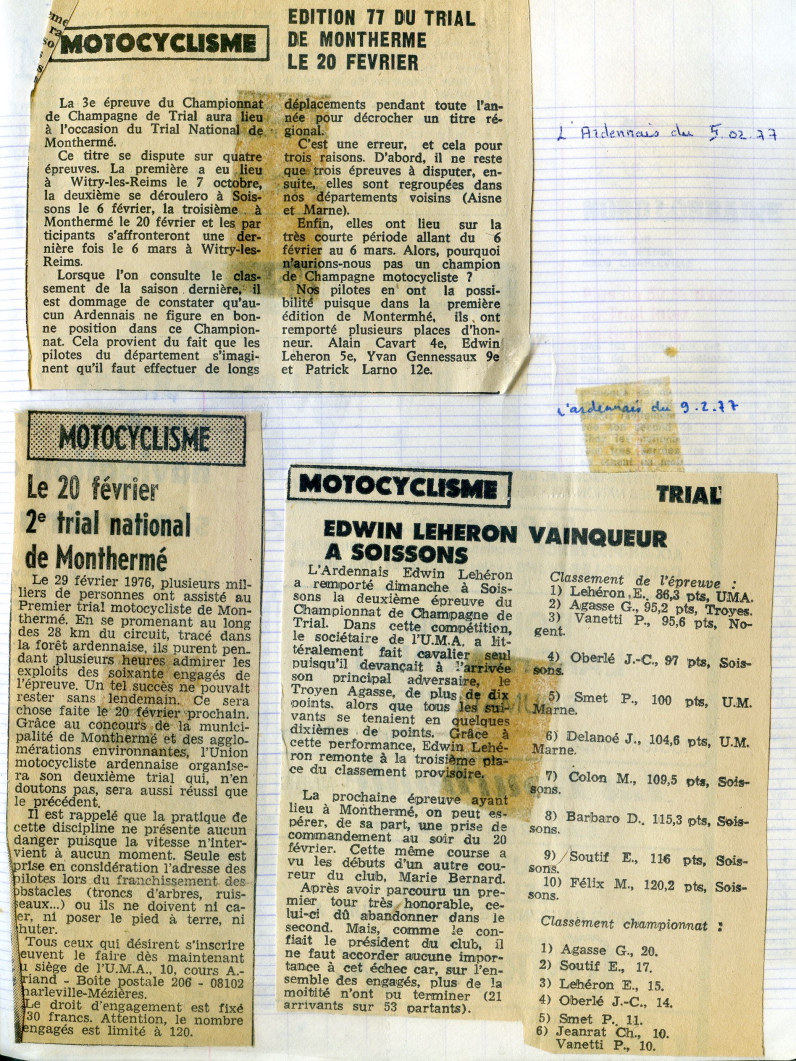 MOTOCYCLISME
EDITION 77 DU TRIAL
DE MONTHERME
LE 20 FEVRIER
La 3e épreuve du Championnat
de Champagne de Trial aura lieu
à l'occasion du Trial National de
Monthermé.
Ce titre se dispute sur quatre
épreuves. La première a eu lieu
à Witry-les-Reims le 7 octobre,
la deuxième se déroulero à Sois-
sons le 6 février, la troisième à
Monthermé le 20 février et les par
ticipants s'affronteront une der-
nière fois le 6 mars à Witry-les-
Reims.
Lorsque l'on consulte le clas-
sement de la saison dernière, il
est dommage de constater qu'au-
cun Ardennais ne figure en bon-
ne position dans ce Champion-
nat. Cela provient du fait que les
pilotes du département s'imagi-
nent qu'il faut effectuer de longs
déplacements pendant toute l'an-
née pour décrocher un titre ré-
gional.
C'est une erreur, et cela pour
trois raisons. D'abord, il ne reste
que trois épreuves à disputer, en-
suite, elles sont regroupées dans
nos départements voisins (Aisne
et Marne).
Enfin, elles ont lieu sur la
très courte période allant du 6
février au 6 mars. Alors, pourquoi
n'aurions-nous pas un champion
de Champagne motocycliste ?
Nos pilotes en ont la possi-
bilité puisque dans la première
édition de Montermhé, ils ont
remporté plusieurs places d'hon-
neur. Alain Cavart 4e, Edwin
Leheron 5e, Yvan Gennessaux 9e
et Patrick Larno 12e.
L'Ardennais du 5.02.77
L'ardennais du 9.2.77
MOTOCYCLISME
Le 20 février
2e trial national
de Monthermé
Le 29 février 1976, plusieurs mil-
liers de personnes ont assisté au
Premier trial motocycliste de Mon-
thermé. En se promenant au long
des 28 km du circuit, tracé dans
la forêt ardennaise, ils purent pen-
dant plusieurs heures admirer les
exploits des soixante engagés de
l'épreuve. Un tel succès ne pouvait
rester sans lendemain. Ce sera
chose faite le 20 février prochain.
Grâce au concours de la munici-
palité de Monthermé et des agglo-
mérations environnantes, l'Union
motocycliste ardennaise organise-
ra son deuxième trial qui, n'en
doutons pas, sera aussi réussi que
le précédent.
Il est rappelé que la pratique de
cette discipline ne présente aucun
danger puisque la vitesse n'inter-
vient à aucun moment. Seule est
prise en considération l'adresse des
pilotes lors du franchissement des
obstacles (troncs d'arbres, ruis-
seaux...) ou ils ne doivent ni ca-
er, ni poser le pied à terre, ni
huter.
Tous ceux qui désirent s'inscrire
euvent le faire dès maintenant
u siège de l'U.M.A., 10, cours A.-
riand - Boite postale 206 - 08102
harleville-Mézières.
Le droit d'engagement est fixé
30 francs. Attention, le nombre
engagés est limité à 120.
MOTOCYCLISME
TRIAL
EDWIN LEHERON VAINQUEUR
A SOISSONS
L'Ardennais Edwin Lehéron
a remporté dimanche à Sois-
sons la deuxième épreuve du
Championnat de Champagne de
Trial. Dans cette compétition,
le sociétaire de l'U.M.A. a lit-
téralement fait cavalier seul
puisqu'il devançait à l'arrivée
son principal adversaire, le
Troyen Agasse, de plus de dix
points. alors que tous les sui-
vants se tenaient en quelques
dixièmes de points. Grâce à
cette performance, Edwin Lehé-
ron remonte à la troisième pla-
ce du classement provisoire.
La prochaine épreuve ayant
lieu à Monthermé, on peut es-
pérer, de sa part, une prise de
commandement au soir du 20
février. Cette même course a
vu les débuts d'un autre cou-
reur du club, Marie Bernard.
Après avoir parcouru un pre-
mier tour très honorable, ce-
lui-ci dû abandonner dans le
second. Mais, comme le con-
fiait le président du club, il
ne faut accorder aucune impor-
tance à cet échec car, sur l'en-
semble des engagés, plus de la
moitité n'ont pu terminer (21
arrivants sur 53 partants).
Classement de l'épreuve :
1) Lehéron E. 86,3 pts, UMA.
2) Agasse G., 95,2 pts, Troyes.
3) Vanetti P., 95,6 pts, No-
gent.
4) Oberlé J.-C., 97 pts, Sois-
sons.
5) Smet P., 100 pts, U.M.
Marne.
6) Delanoé J., 104,6 pts, U.M.
Marne.
7) Colon M., 109,5 pts, Sois-
sons.
8) Barbaro D., 115,3 pts, Sois-
sons.
9) Soutif E., 116 pts, Sois-
sons.
10) Félix M., 120,2 pts, Sois-
sons.
Classement championnat :
1) Agasse G., 20.
2) Soutif E., 17.
3) Lehéron E., 15.
4) Oberlé J.-C., 14.
5) Smet P., 11.
6) Jeanrat Ch., 10.
Vanetti P., 10.